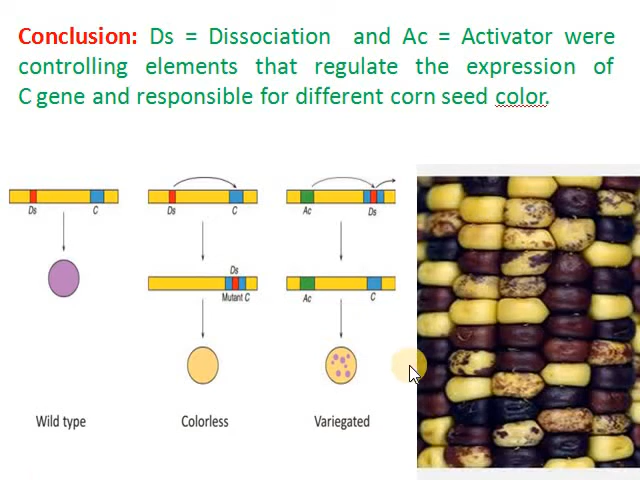 Conclusion: Ds = Dissociation and Ac = Activator were
controlling elements that regulate the expression of
C gene and responsible for different corn seed color.
Ds C
Ds C
Ac Ds
Ds
Mutant C
Ac C
Wild type
Colorless
Variegated